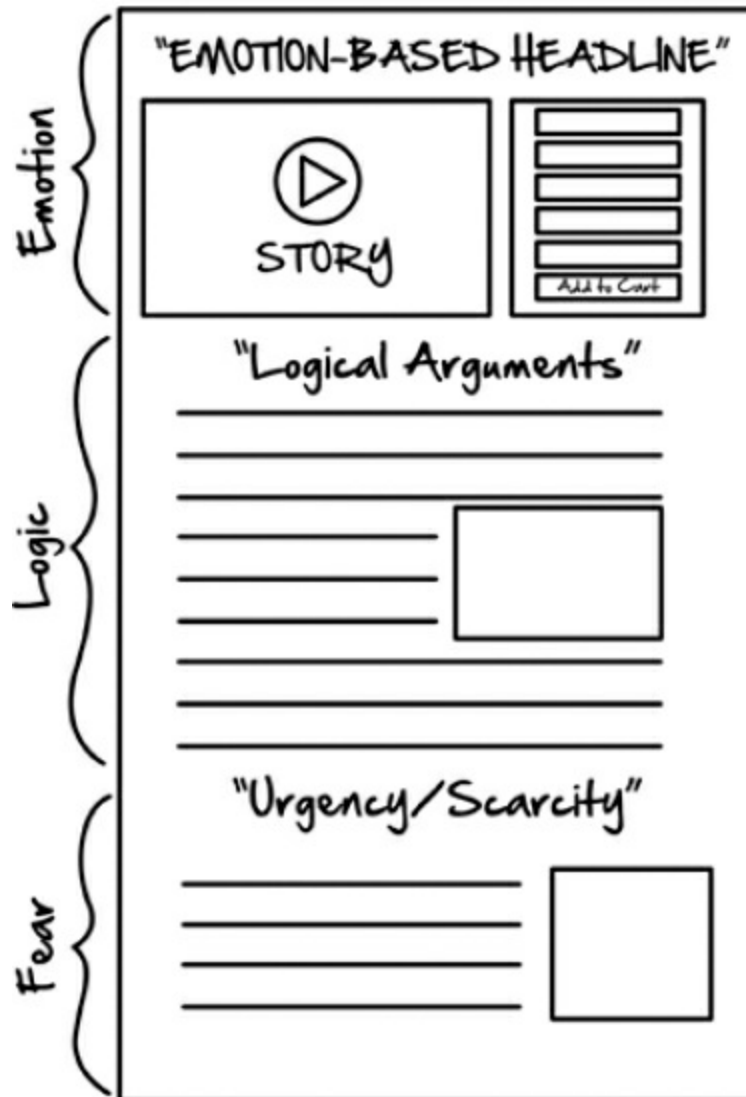 "EMOTION-BASED HEADLINE"
Emotion
STORY
Add to Cart
"Logical Arguments"
Logic
"Urgency/Scarcity"
Fear